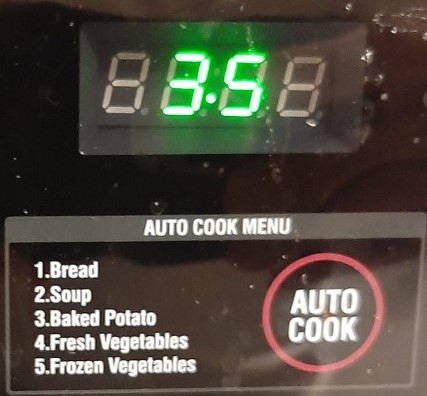 3.5
AUTO COOK MENU
1.Bread
2.Soup
3.Baked Potato
4.Fresh Vegetables
5.Frozen Vegetables
AUTO
COOK